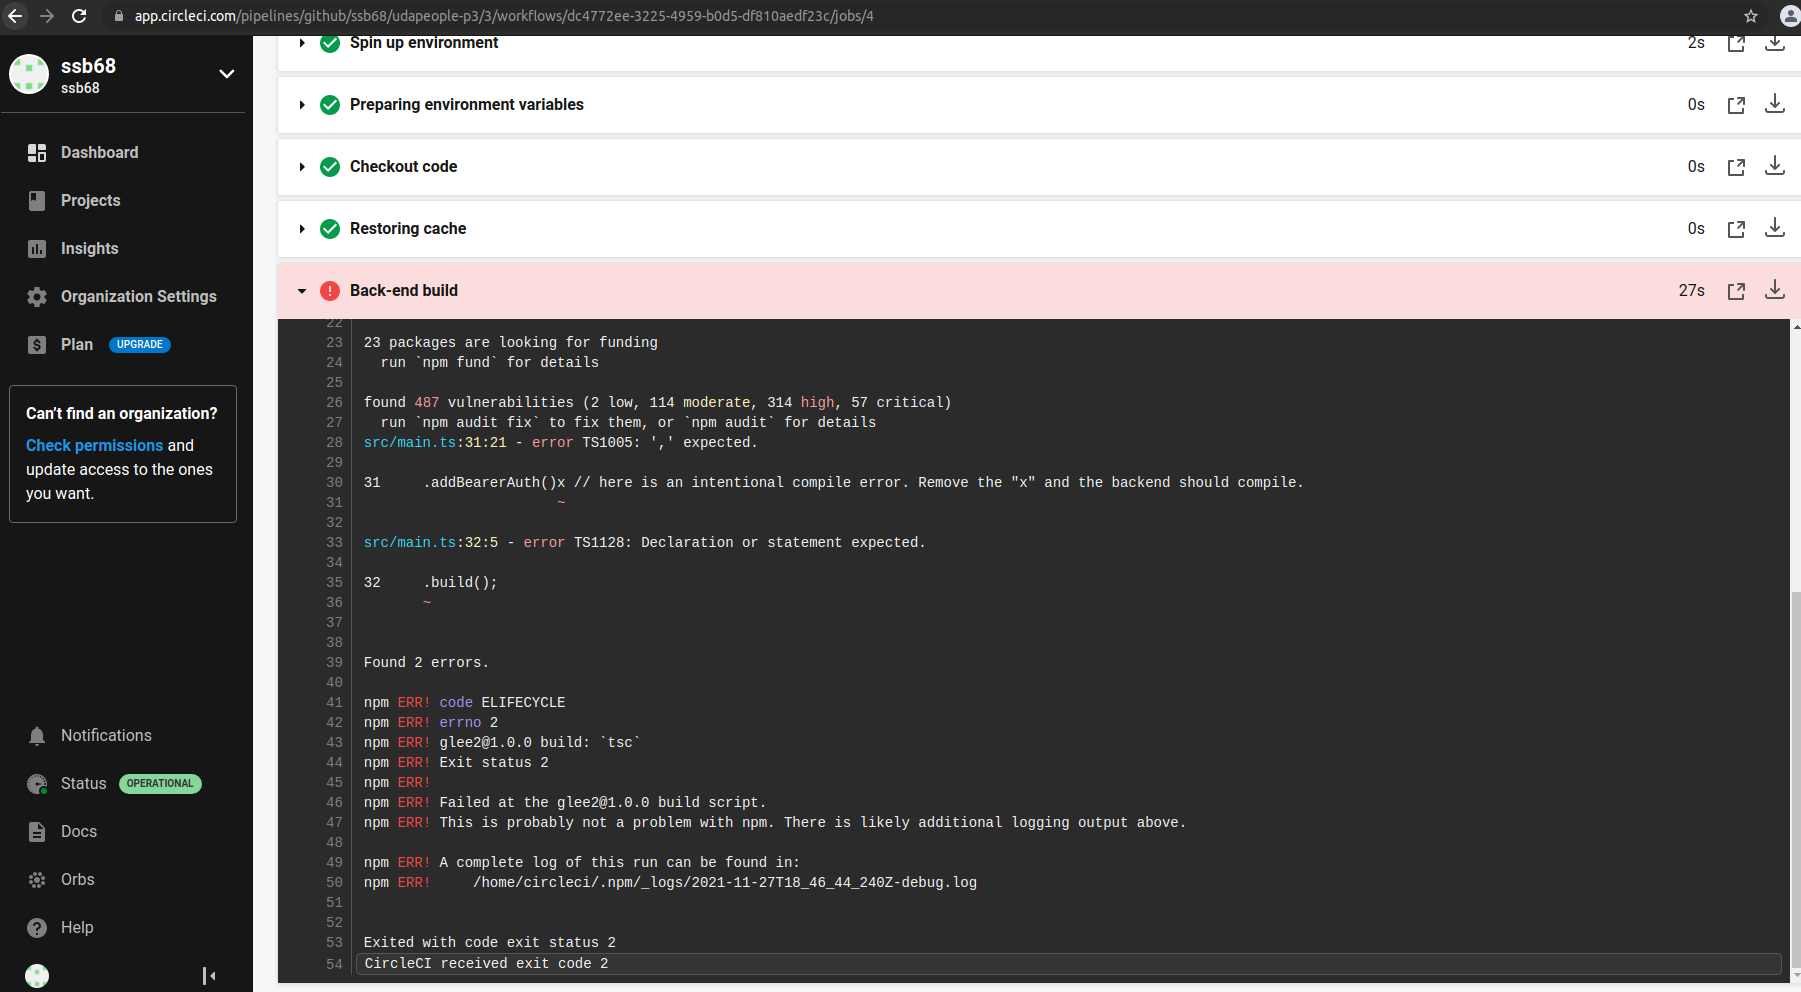 app.circleci.com/pipelines/github/ssb68/udapeople-p3/3/workflows/dc4772ee-3225-4959-b0d5-df810aedf23c/jobs/4
ssb68
ssb68
Dashboard
Projects
Insights
Organization Settings
Plan UPGRADE
Can't find an organization?
Check permissions and
update access to the ones
you want.
Notifications
Status OPERATIONAL
Docs
Orbs
Help
Spin up environment 2s
Preparing environment variables 0s
Checkout code 0s
Restoring cache 0s
Back-end build 27s
22
23 23 packages are looking for funding
24 run `npm fund` for details
25
26 found 487 vulnerabilities (2 low, 114 moderate, 314 high, 57 critical)
27 run `npm audit fix` to fix them, or `npm audit` for details
28 src/main.ts:31:21 - error TS1005: ',' expected.
29
30 31 .addBearerAuth()x // here is an intentional compile error. Remove the "x" and the backend should compile.
31 ~
32
33 src/main.ts:32:5 - error TS1128: Declaration or statement expected.
34
35 32 .build();
36 ~
37
38
39 Found 2 errors.
40
41 npm ERR! code ELIFECYCLE
42 npm ERR! errno 2
43 npm ERR! glee2@1.0.0 build: `tsc`
44 npm ERR! Exit status 2
45 npm ERR!
46 npm ERR! Failed at the glee2@1.0.0 build script.
47 npm ERR! This is probably not a problem with npm. There is likely additional logging output above.
48
49 npm ERR! A complete log of this run can be found in:
50 npm ERR! /home/circleci/.npm/_logs/2021-11-27T18_46_44_240Z-debug.log
51
52
53 Exited with code exit status 2
54 CircleCI received exit code 2